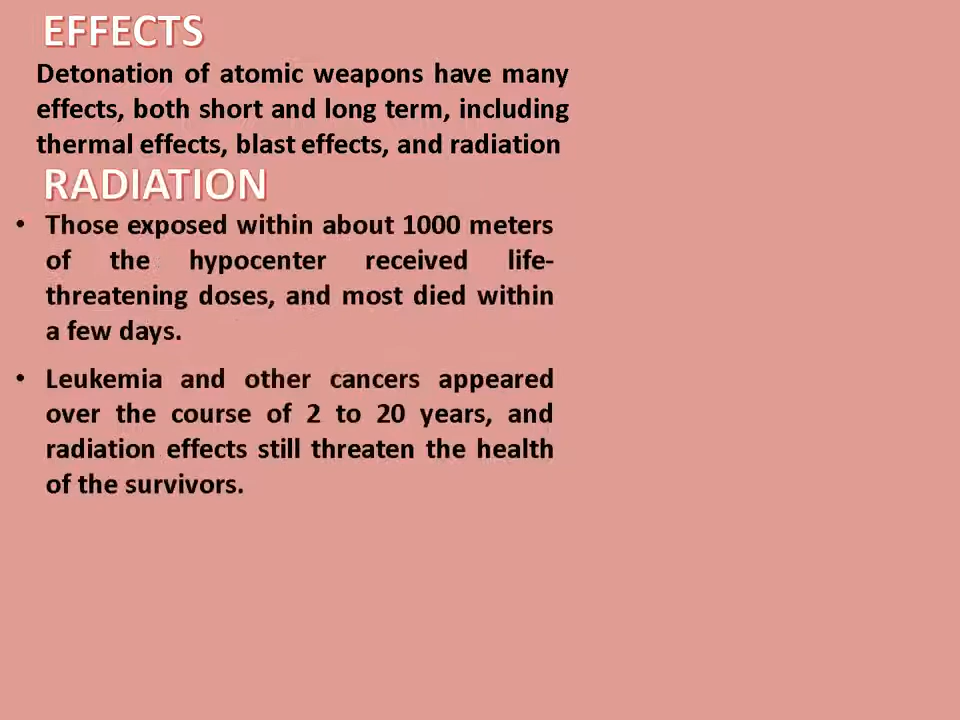 EFFECTS
Detonation of atomic weapons have many
effects, both short and long term, including
thermal effects, blast effects, and radiation
RADIATION
• Those exposed within about 1000 meters
of the hypocenter received life-
threatening doses, and most died within
a few days.
• Leukemia and other cancers appeared
over the course of 2 to 20 years, and
radiation effects still threaten the health
of the survivors.